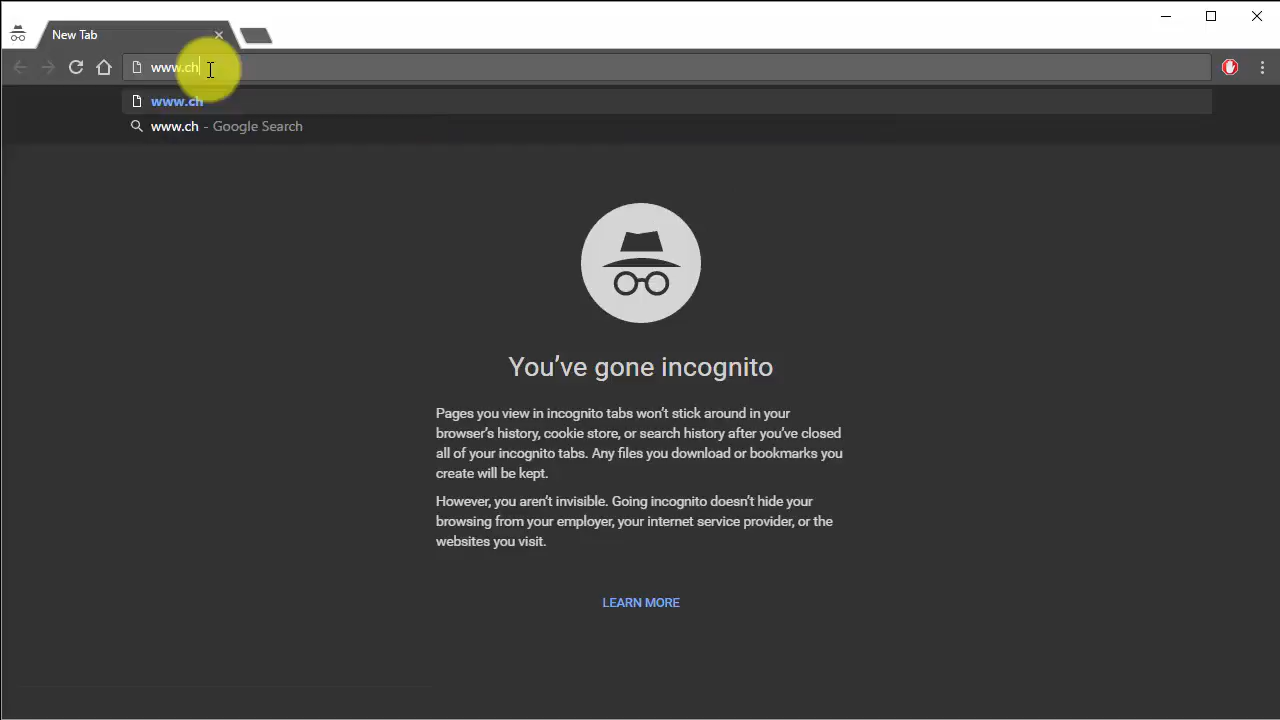 New Tab
www.ch
www.ch
www.ch - Google Search
You’ve gone incognito
Pages you view in incognito tabs won’t stick around in your
browser’s history, cookie store, or search history after you’ve closed
all of your incognito tabs. Any files you download or bookmarks you
create will be kept.
However, you aren’t invisible. Going incognito doesn’t hide your
browsing from your employer, your internet service provider, or the
websites you visit.
LEARN MORE